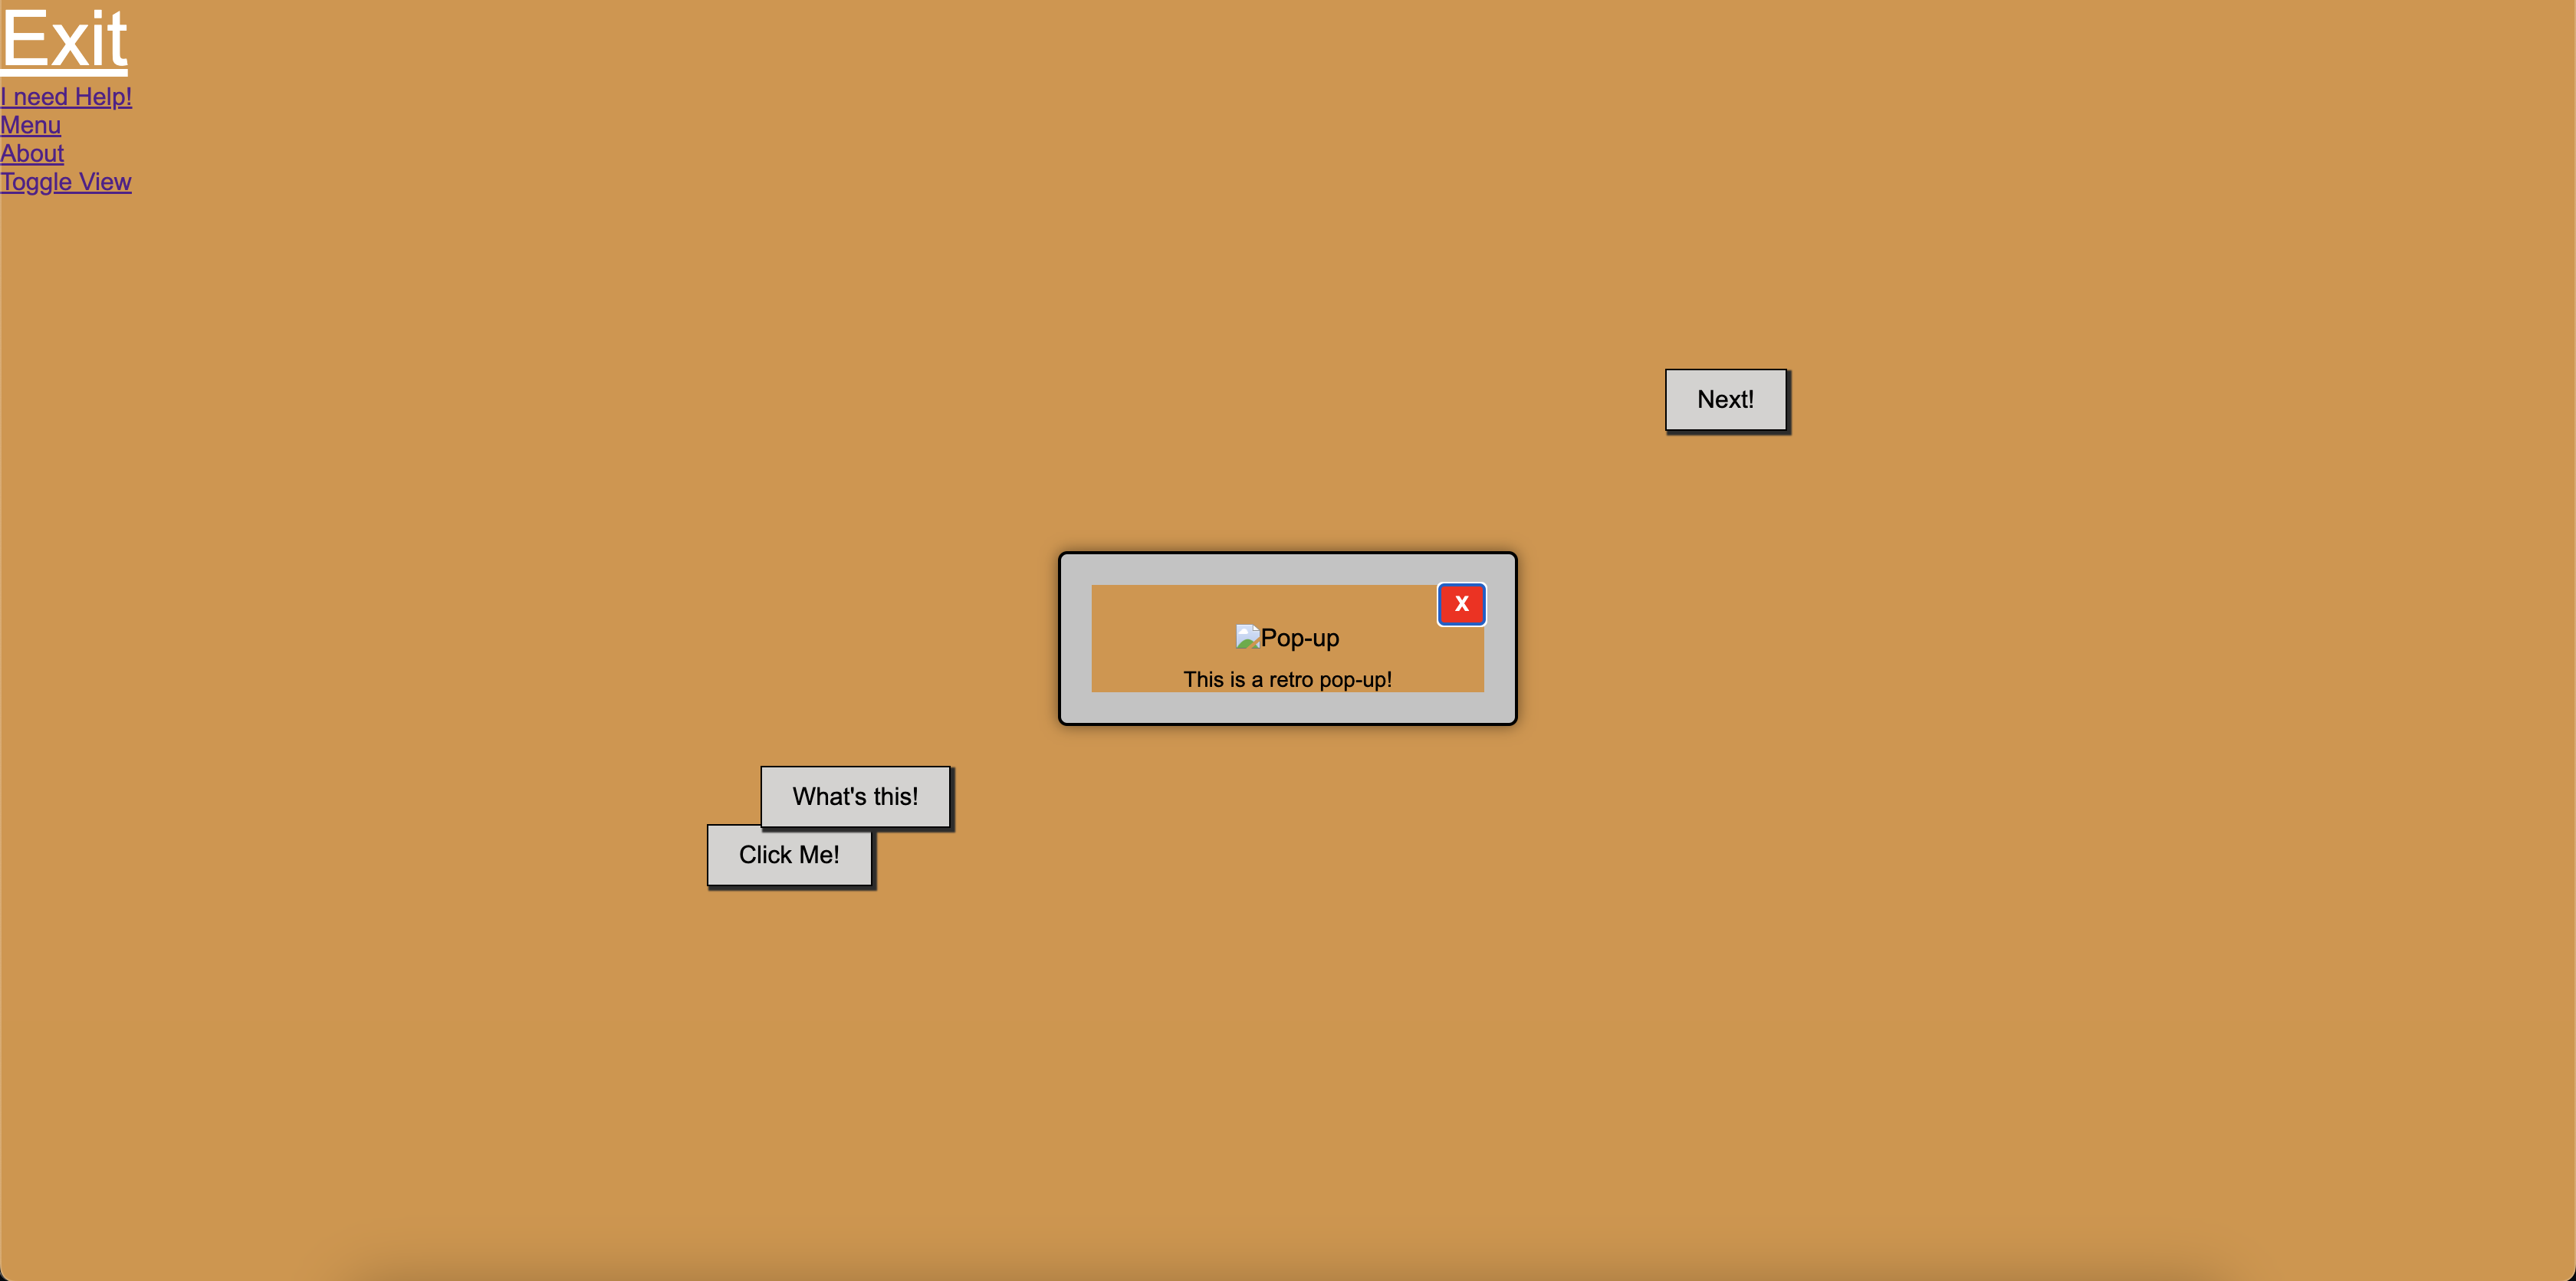 Exit
I need Help!
Menu
About
Toggle View
Next!
X
Pop-up
This is a retro pop-up!
What's this!
Click Me!